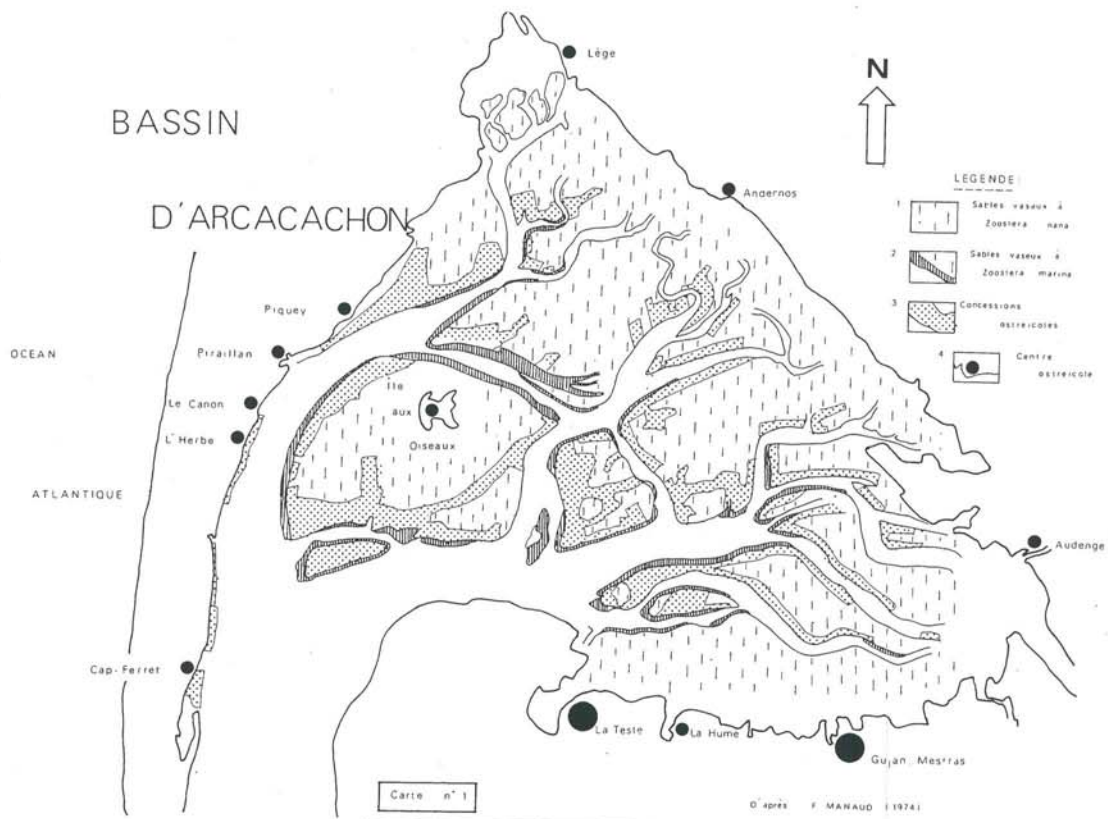 BASSIN
D'ARCACACHON
N
Lège
Andernos
LEGENDE:
1 Sables vaseux à
Zoostera nana
2 Sables vaseux à
Zoostera marina
3 Concessions
ostreicoles
4 Centre
ostreicole
Piquey
OCEAN
Piraillan
Le Canon
L'Herbe
Ile
aux
Oiseaux
ATLANTIQUE
Audenge
Cap-Ferret
La Teste
La Hume
Gujan Mestras
Carte n° 1
D'après F MANAUD (1974)